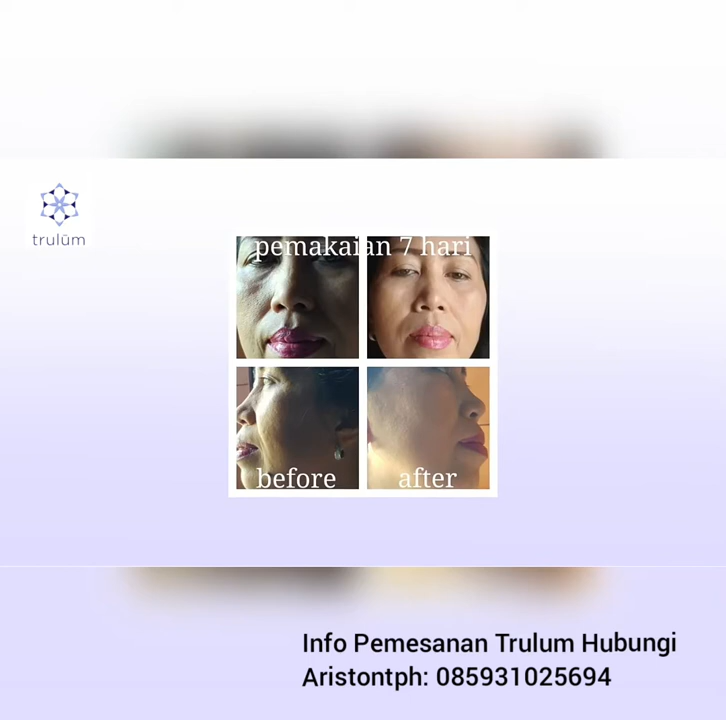 trulūm
pemakaian 7 hari
before
after
Info Pemesanan Trulum Hubungi
Aristontph: 085931025694